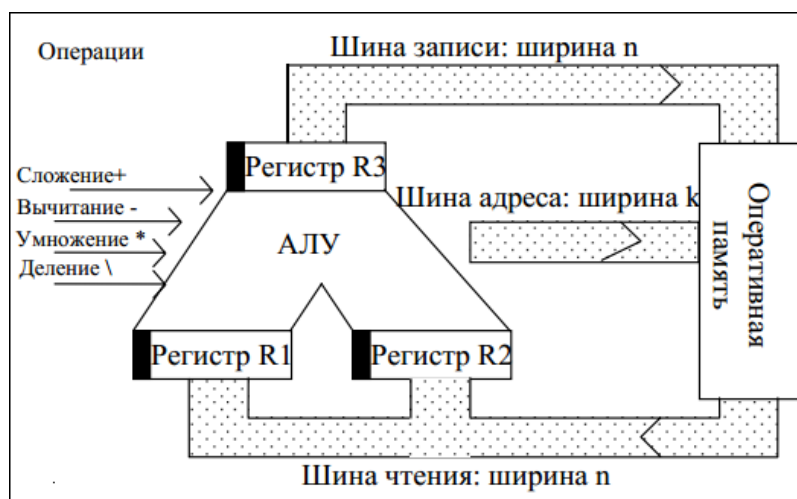 Шина записи: ширина n
Операции
Регистр R3
Сложение+
Шина адреса: ширина k
Вычитание -
Умножение *
АЛУ
Деление \
Оперативная
память
Регистр R1
Регистр R2
Шина чтения: ширина n
.